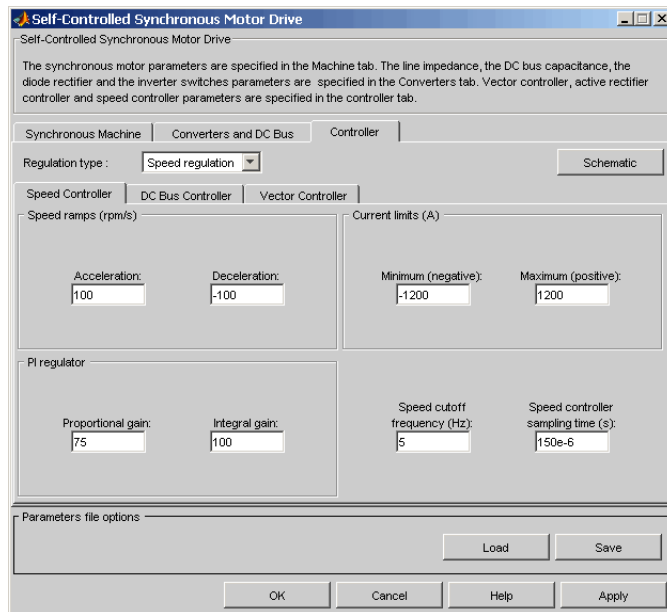 Self-Controlled Synchronous Motor Drive
Self-Controlled Synchronous Motor Drive
The synchronous motor parameters are specified in the Machine tab. The line impedance, the DC bus capacitance, the
diode rectifier and the inverter switches parameters are specified in the Converters tab. Vector controller, active rectifier
controller and speed controller parameters are specified in the controller tab.
Synchronous Machine Converters and DC Bus Controller
Regulation type : Speed regulation Schematic
Speed Controller DC Bus Controller Vector Controller
Speed ramps (rpm/s)
Acceleration: Deceleration:
100 -100
Current limits (A)
Minimum (negative): Maximum (positive):
-1200 1200
PI regulator
Proportional gain: Integral gain:
75 100
Speed cutoff
frequency (Hz):
5
Speed controller
sampling time (s):
150e-6
Parameters file options
Load Save
OK Cancel Help Apply